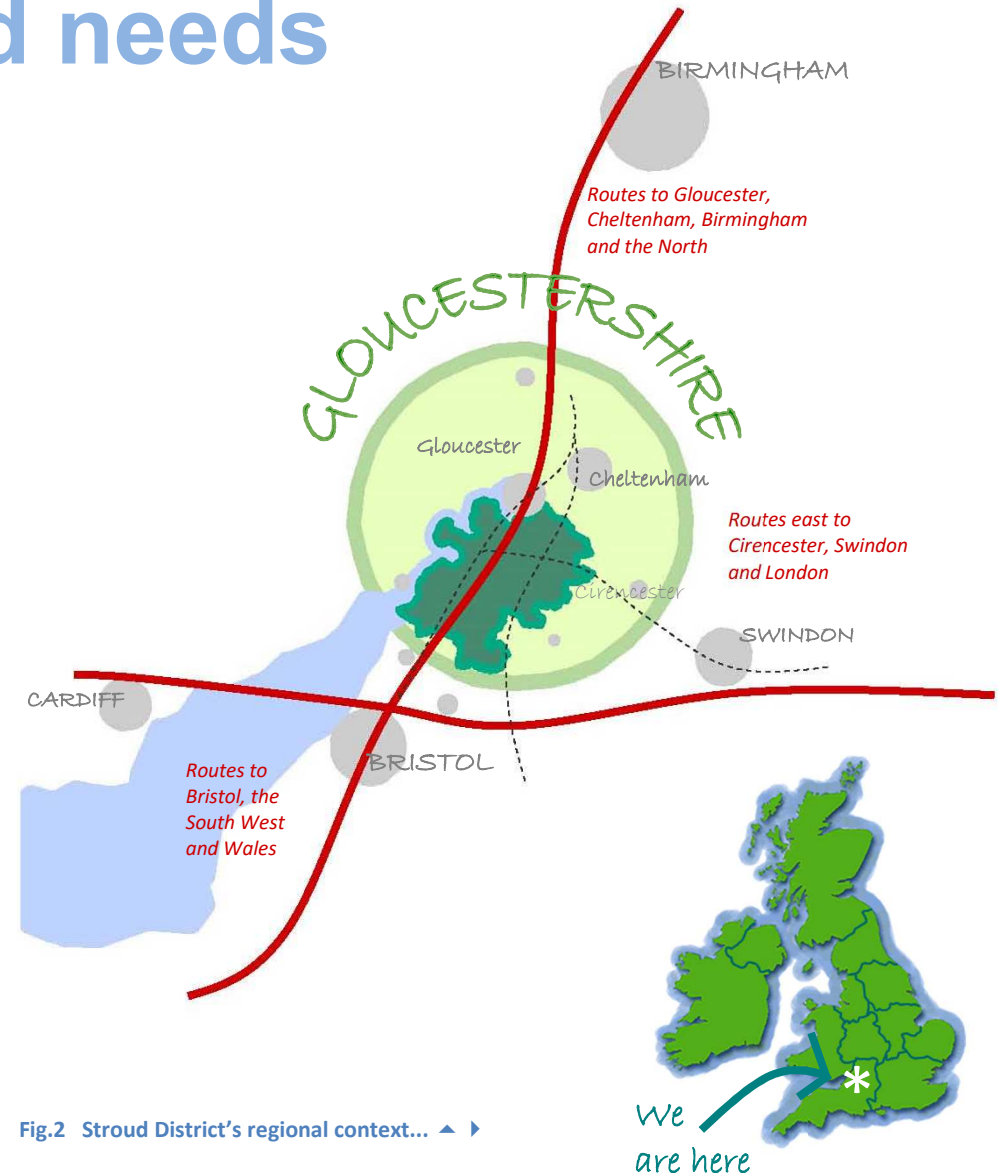 d needs
BIRMINGHAM
Routes to Gloucester,
Cheltenham, Birmingham
and the North
GLOUCESTERSHIRE
Gloucester
Cheltenham
Routes east to
Cirencester, Swindon
and London
Cirencester
SWINDON
CARDIFF
BRISTOL
Routes to
Bristol, the
South West
and Wales
We
are here
Fig.2 Stroud District's regional context...